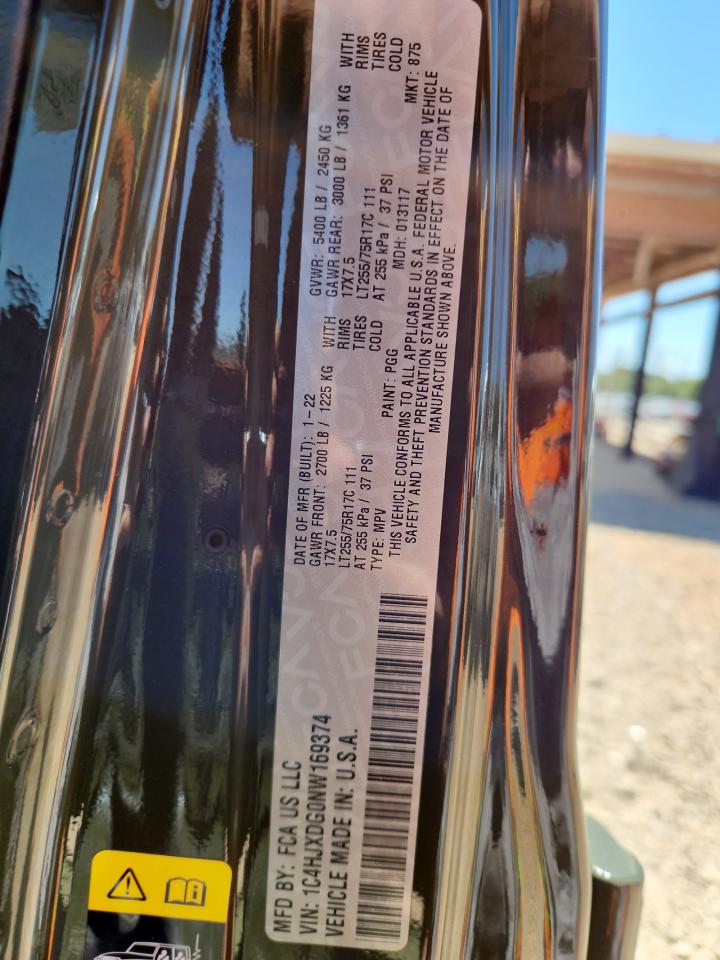 MFD BY: FCA US LLC
VIN: 1C4HJXDG0NW169374
VEHICLE MADE IN: U.S.A.
DATE OF MFR (BUILT): 1-22 GVWR: 5400 LB / 2450 KG
GAWR FRONT: 2700 LB / 1225 KG WITH GAWR REAR: 3000 LB / 1361 KG WITH
17X7.5 RIMS 17X7.5 RIMS
LT255/75R17C 111 TIRES LT255/75R17C 111 TIRES
AT 255 kPa / 37 PSI COLD AT 255 kPa / 37 PSI COLD
TYPE: MPV PAINT: PGG MDH: 013117 MKT: 875
THIS VEHICLE CONFORMS TO ALL APPLICABLE U.S.A. FEDERAL MOTOR VEHICLE
SAFETY AND THEFT PREVENTION STANDARDS IN EFFECT ON THE DATE OF
MANUFACTURE SHOWN ABOVE.